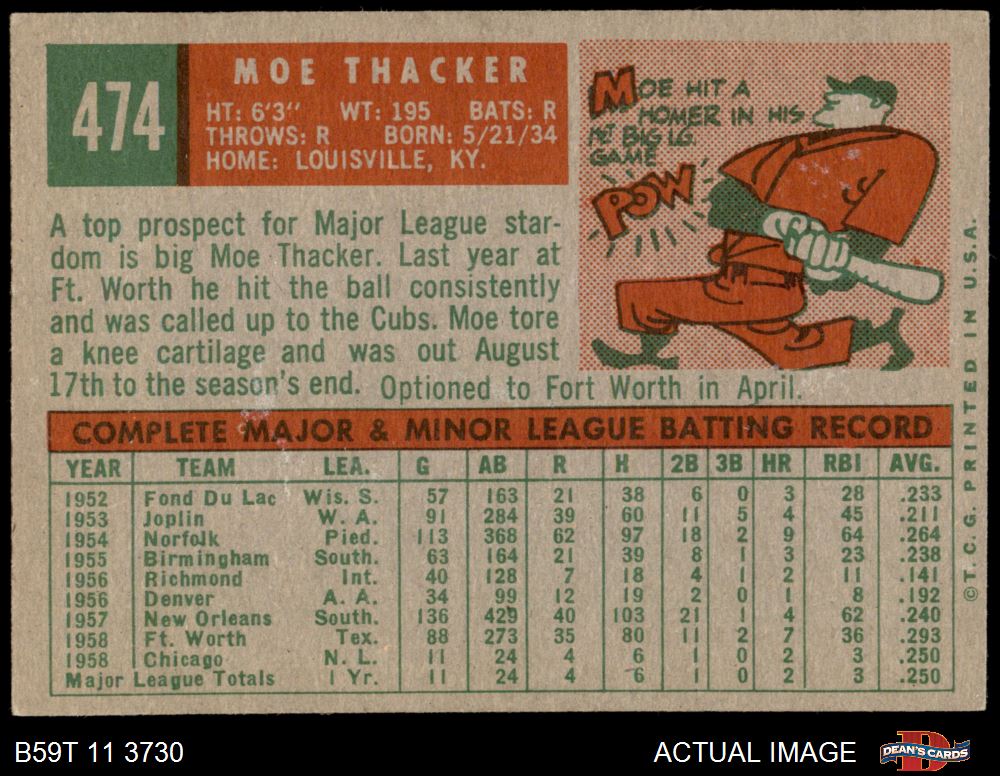 474
MOE THACKER
HT: 6'3" WT: 195 BATS: R
THROWS: R BORN: 5/21/34
HOME: LOUISVILLE, KY.
MOE HIT A
HOMER IN HIS
1ST BIG LG
GAME
POW
A top prospect for Major League star-
dom is big Moe Thacker. Last year at
Ft. Worth he hit the ball consistently
and was called up to the Cubs. Moe tore
a knee cartilage and was out August
17th to the season's end. Optioned to Fort Worth in April.
COMPLETE MAJOR & MINOR LEAGUE BATTING RECORD
YEAR TEAM LEA. G AB R H 2B 3B HR RBI AVG.
1952 Fond Du Lac Wis. S. 57 163 21 38 6 0 3 28 .233
1953 Joplin W. A. 91 284 39 60 11 5 4 45 .211
1954 Norfolk Pied. 113 368 62 97 18 2 9 64 .264
1955 Birmingham South. 63 164 21 39 8 1 3 23 .238
1956 Richmond Int. 40 128 7 18 4 1 2 11 .141
1956 Denver A. A. 34 99 12 19 2 0 1 8 .192
1957 New Orleans South. 136 429 40 103 21 1 4 62 .240
1958 Ft. Worth Tex. 88 273 35 80 11 2 7 36 .293
1958 Chicago N. L. 11 24 4 6 1 0 2 3 .250
Major League Totals 1 Yr. 11 24 4 6 1 0 2 3 .250
©T. C. G. PRINTED IN U.S.A.
B59T 11 3730
ACTUAL IMAGE
DEAN'S CARDS